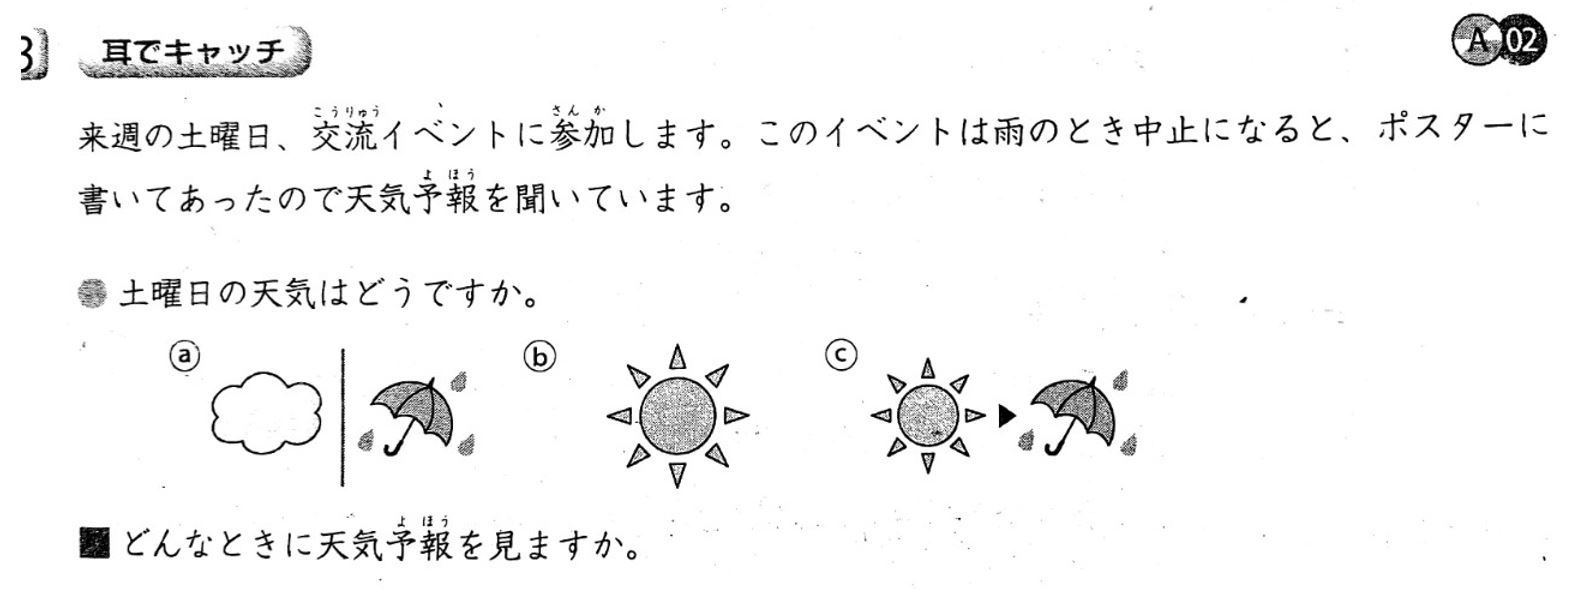 3 耳でキャッチ A 02
来週の土曜日、交流イベントに参加します。このイベントは雨のとき中止になると、ポスターに
書いてあったので天気予報を聞いています。
土曜日の天気はどうですか。
ⓐ ⓑ ⓒ
どんなときに天気予報を見ますか。